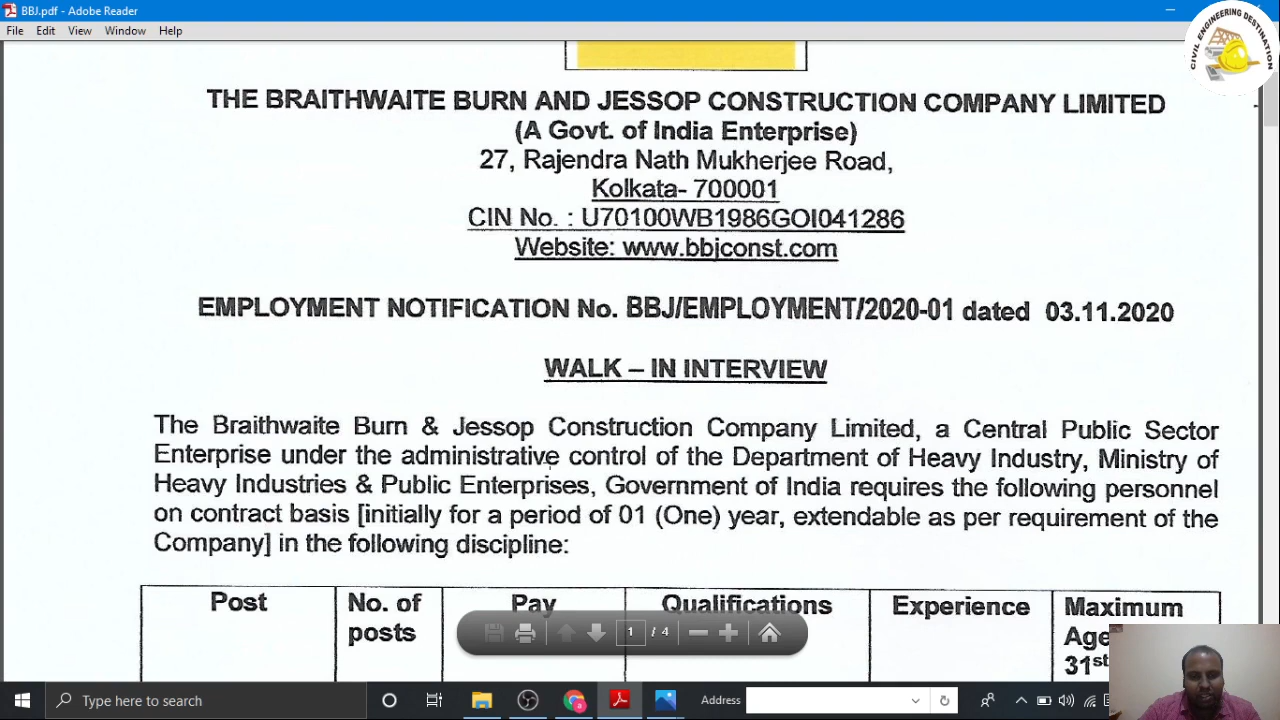 BBJ.pdf - Adobe Reader
File Edit View Window Help
CIVIL ENGINEERING DESTINATION
THE BRAITHWAITE BURN AND JESSOP CONSTRUCTION COMPANY LIMITED
(A Govt. of India Enterprise)
27, Rajendra Nath Mukherjee Road,
Kolkata- 700001
CIN No. : U70100WB1986GOI041286
Website: www.bbjconst.com
EMPLOYMENT NOTIFICATION No. BBJ/EMPLOYMENT/2020-01 dated 03.11.2020
WALK – IN INTERVIEW
The Braithwaite Burn & Jessop Construction Company Limited, a Central Public Sector
Enterprise under the administrative control of the Department of Heavy Industry, Ministry of
Heavy Industries & Public Enterprises, Government of India requires the following personnel
on contract basis [initially for a period of 01 (One) year, extendable as per requirement of the
Company] in the following discipline:
Post No. of Pay Qualifications Experience Maximum
posts Age
31st
1 / 4
Type here to search Address